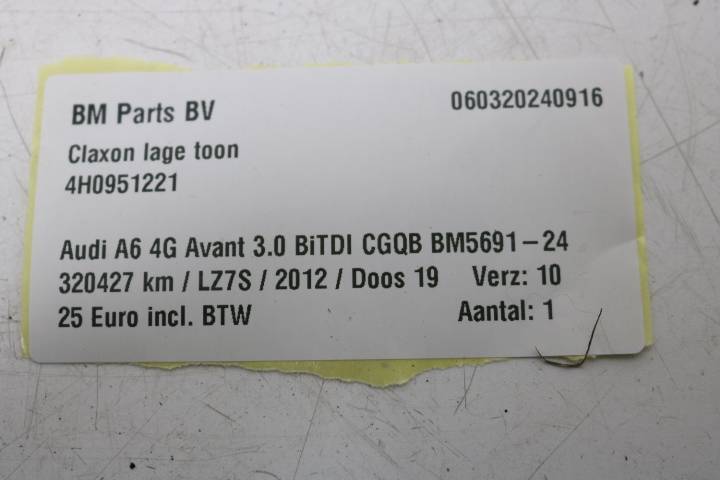 BM Parts BV 060320240916
Claxon lage toon
4H0951221
Audi A6 4G Avant 3.0 BiTDI CGQB BM5691-24
320427 km / LZ7S / 2012 / Doos 19 Verz: 10
25 Euro incl. BTW Aantal: 1